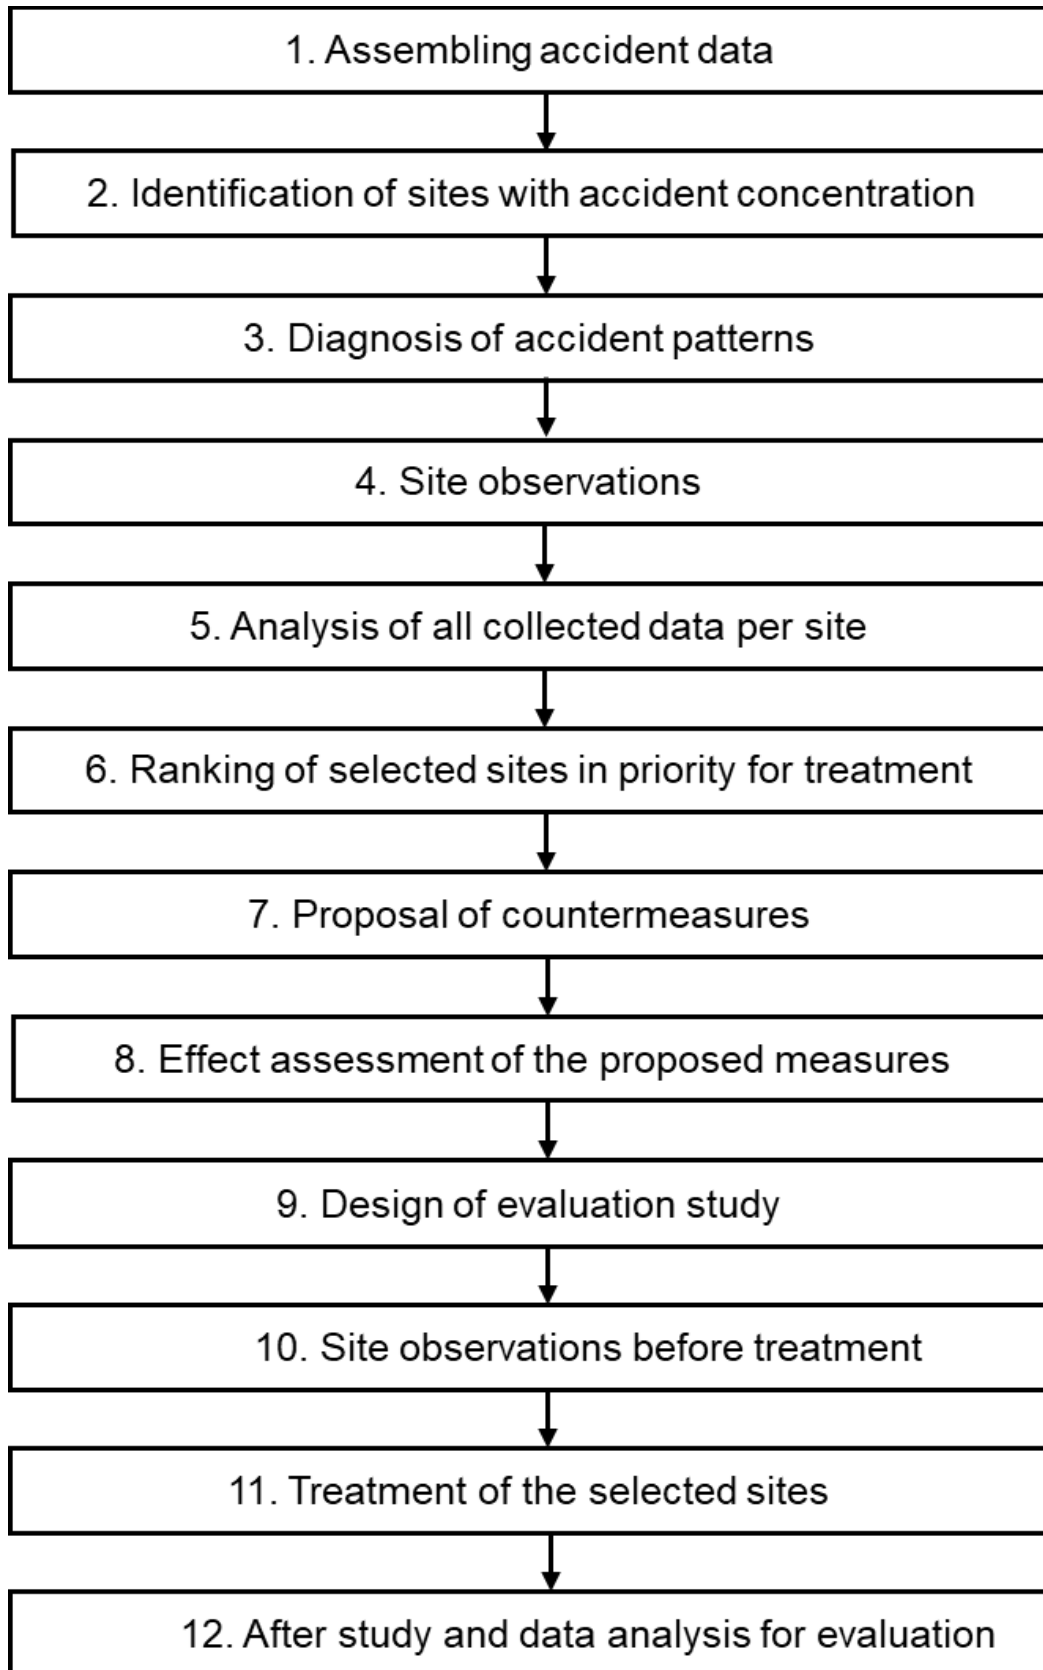 1. Assembling accident data
2. Identification of sites with accident concentration
3. Diagnosis of accident patterns
4. Site observations
5. Analysis of all collected data per site
6. Ranking of selected sites in priority for treatment
7. Proposal of countermeasures
8. Effect assessment of the proposed measures
9. Design of evaluation study
10. Site observations before treatment
11. Treatment of the selected sites
12. After study and data analysis for evaluation